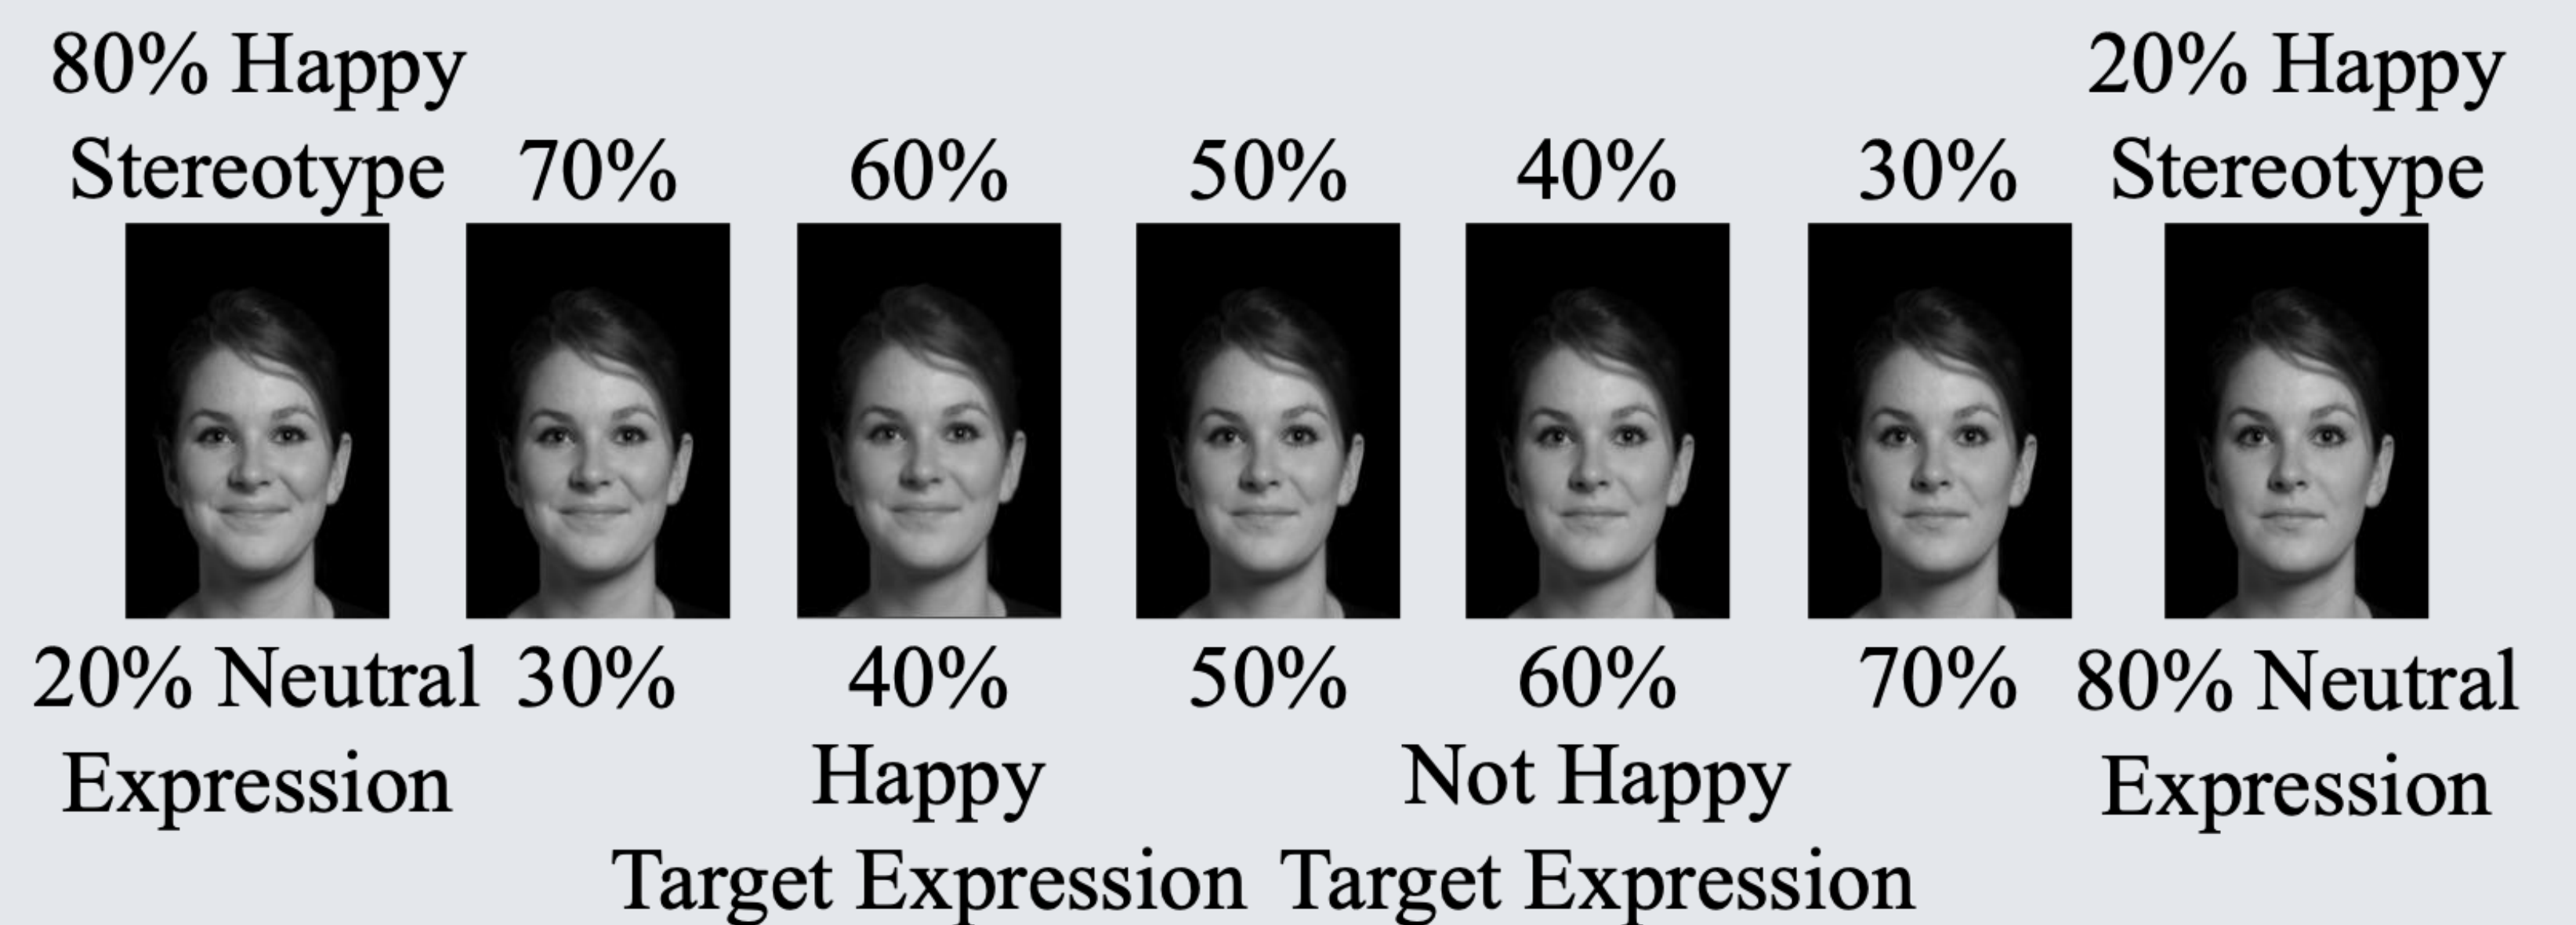 80% Happy
Stereotype
70%
60%
50%
40%
30%
20% Happy
Stereotype
20% Neutral
Expression
30%
40%
50%
60%
70%
80% Neutral
Expression
Happy
Target Expression
Not Happy
Target Expression